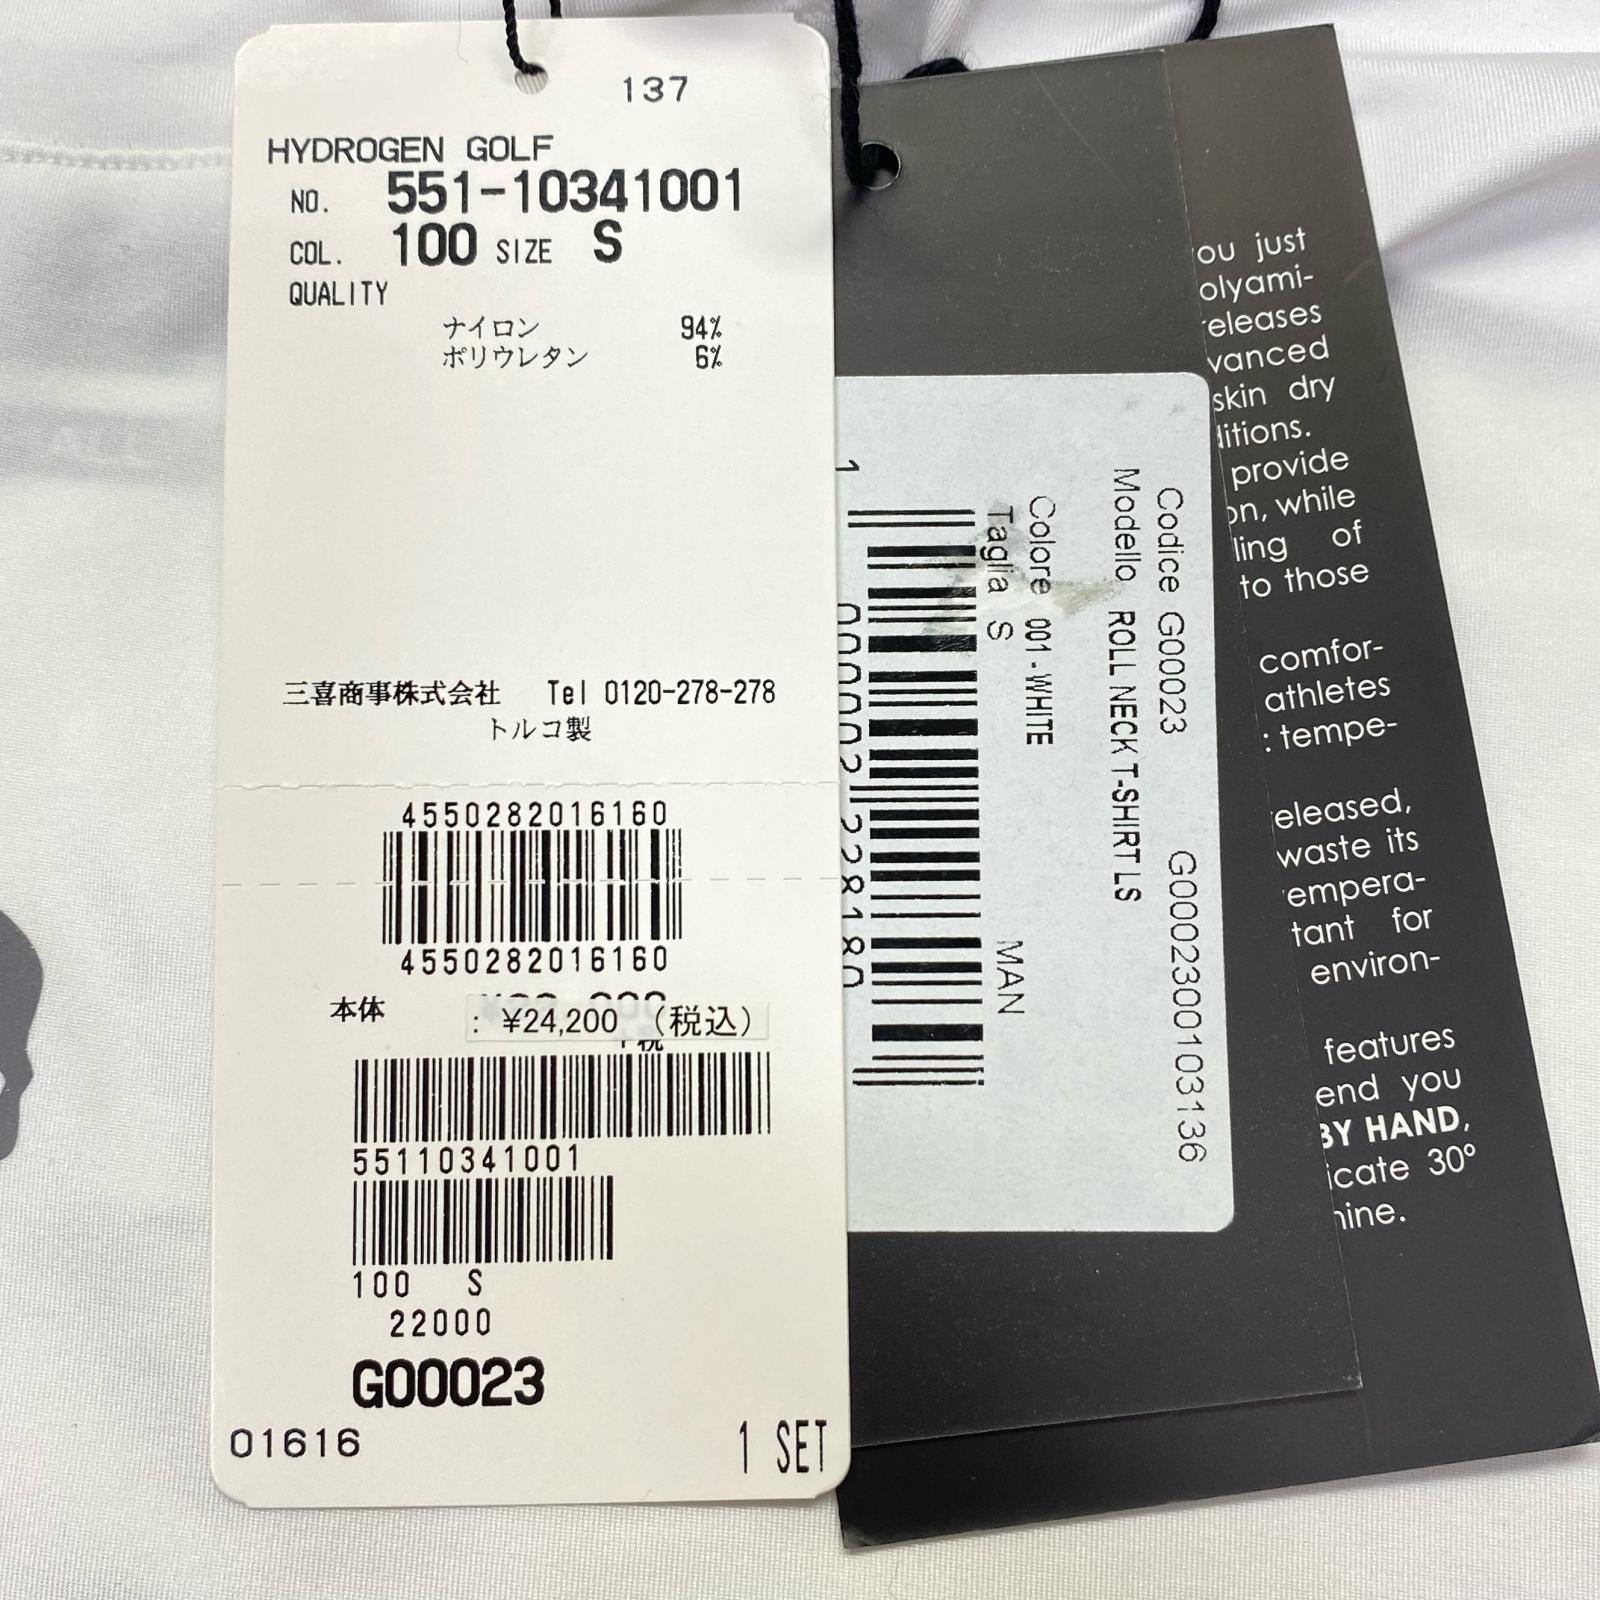 137
HYDROGEN GOLF
NO. 551-10341001
COL. 100 SIZE S
QUALITY
ナイロン 94%
ポリウレタン 6%
三喜商事株式会社 Tel 0120-278-278
トルコ製
4550282016160
4550282016160
本体 : ¥24,200 (税込)
55110341001
100 S
22000
G00023
01616 1 SET
Codice G00023 G0002300103136
Modello ROLL NECK T-SHIRT LS
Colore 001 - WHITE
Taglia S MAN
ou just
olyami-
eleases
vanced
skin dry
ditions.
provide
on, while
ling of
to those
comfor-
athletes
: tempe-
eleased,
waste its
empera-
tant for
environ-
features
end you
BY HAND,
icate 30°
nine.